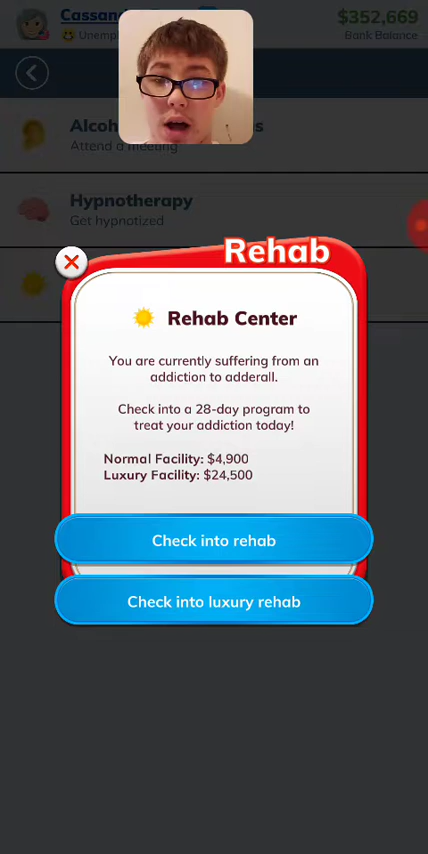 Cassand
$352,669
Unempl
Bank Balance
Alcoh s
Attend a meeting
Hypnotherapy
Get hypnotized
Rehab
Rehab Center
You are currently suffering from an
addiction to adderall.
Check into a 28-day program to
treat your addiction today!
Normal Facility: $4,900
Luxury Facility: $24,500
Check into rehab
Check into luxury rehab